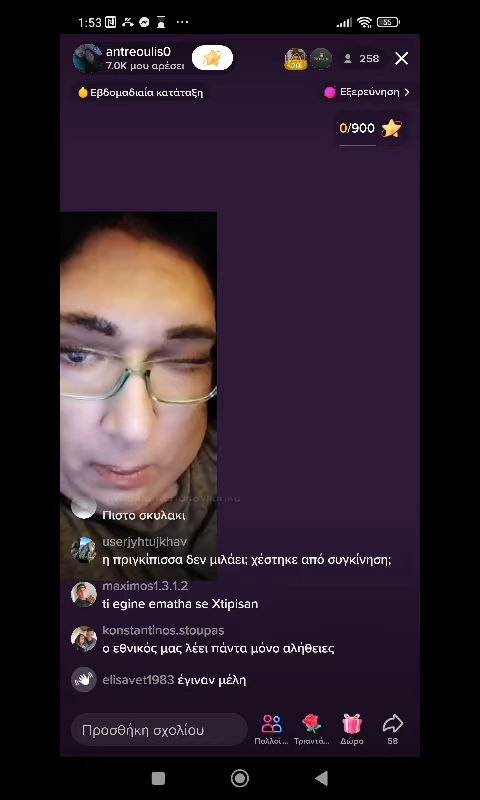 1:53
55
antreoulis0
7.0K μου αρέσει
20
258
Εβδομαδιαία κατάταξη
Εξερεύνηση
0/900
Πιστο σκυλακι
userjyhtujkhav
η πριγκίπισσα δεν μιλάει; χέστηκε από συγκίνηση;
maximos1.3.1.2
ti egine ematha se Xtipisan
konstantinos.stoupas
ο εθνικός μας λέει πάντα μόνο αλήθειες
elisavet1983 έγιναν μέλη
Προσθήκη σχολίου
Πολλοί...
Τριαντά...
Δώρο
58